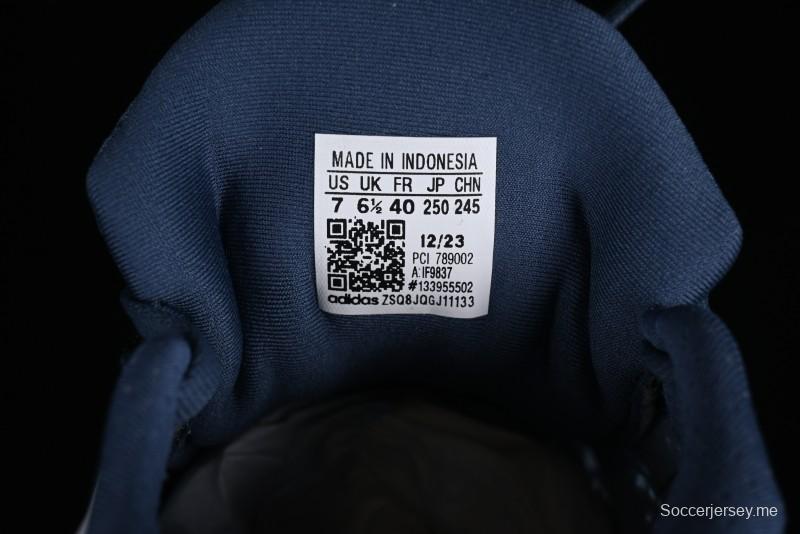 MADE IN INDONESIA
US UK FR JP CHN
7 6½ 40 250 245
12/23
PCI 789002
A: IF9837
#133955502
adidas ZSQ8JQGJ11133
Soccerjersey.me